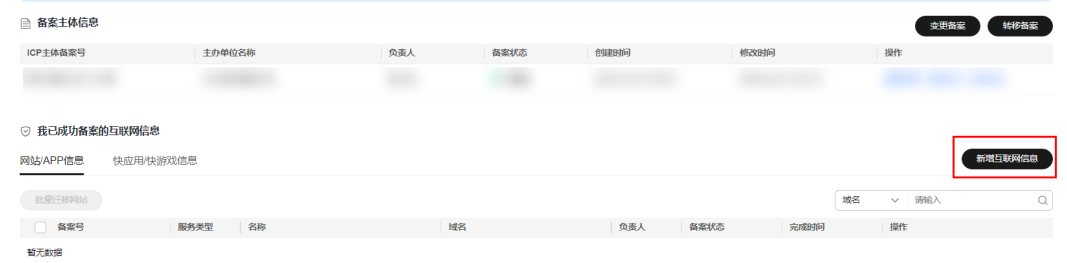 备案主体信息
变更备案 转移备案
ICP主体备案号 主办单位名称 负责人 备案状态 创建时间 修改时间 操作
我已成功备案的互联网信息
网站/APP信息 快应用/快游戏信息 新增互联网信息
批量迁移网站 域名 请输入
备案号 服务类型 名称 域名 负责人 备案状态 完成时间 操作
暂无数据